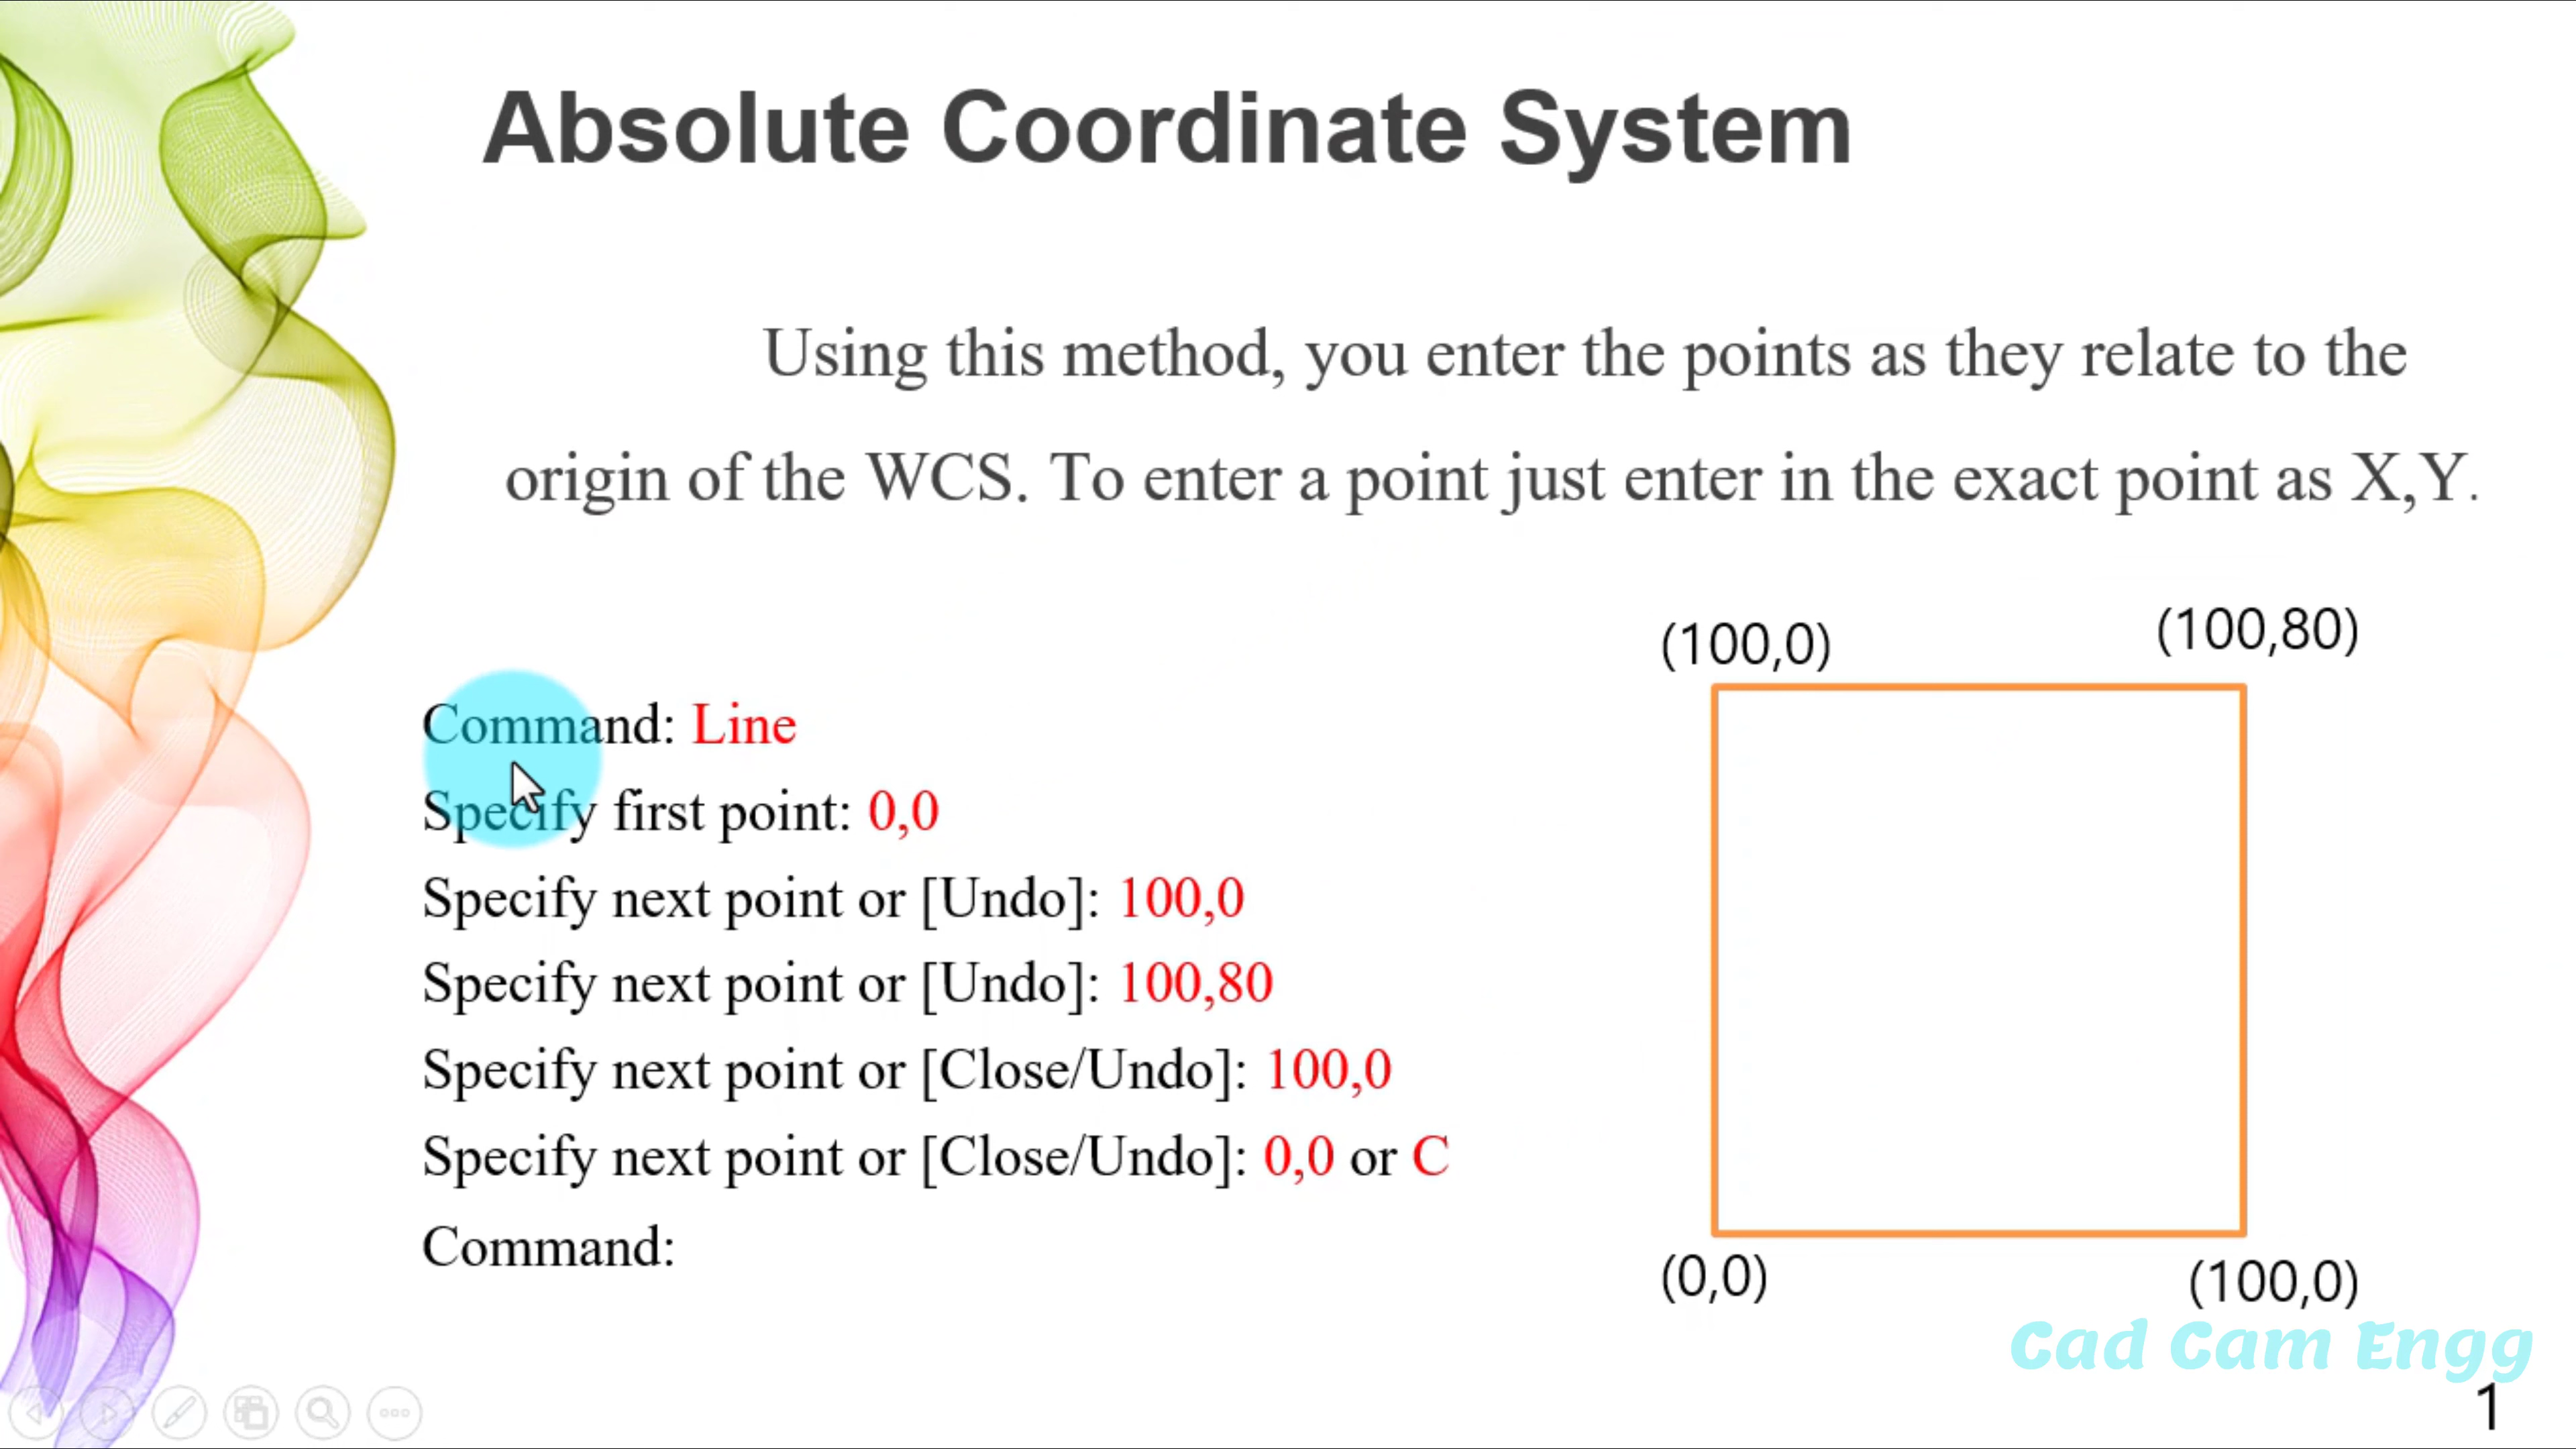 Absolute Coordinate System
Using this method, you enter the points as they relate to the
origin of the WCS. To enter a point just enter in the exact point as X,Y.
Command: Line
Specify first point: 0,0
Specify next point or [Undo]: 100,0
Specify next point or [Undo]: 100,80
Specify next point or [Close/Undo]: 100,0
Specify next point or [Close/Undo]: 0,0 or C
Command:
(100,0)
(100,80)
(0,0)
(100,0)
Cad Cam Engg
1